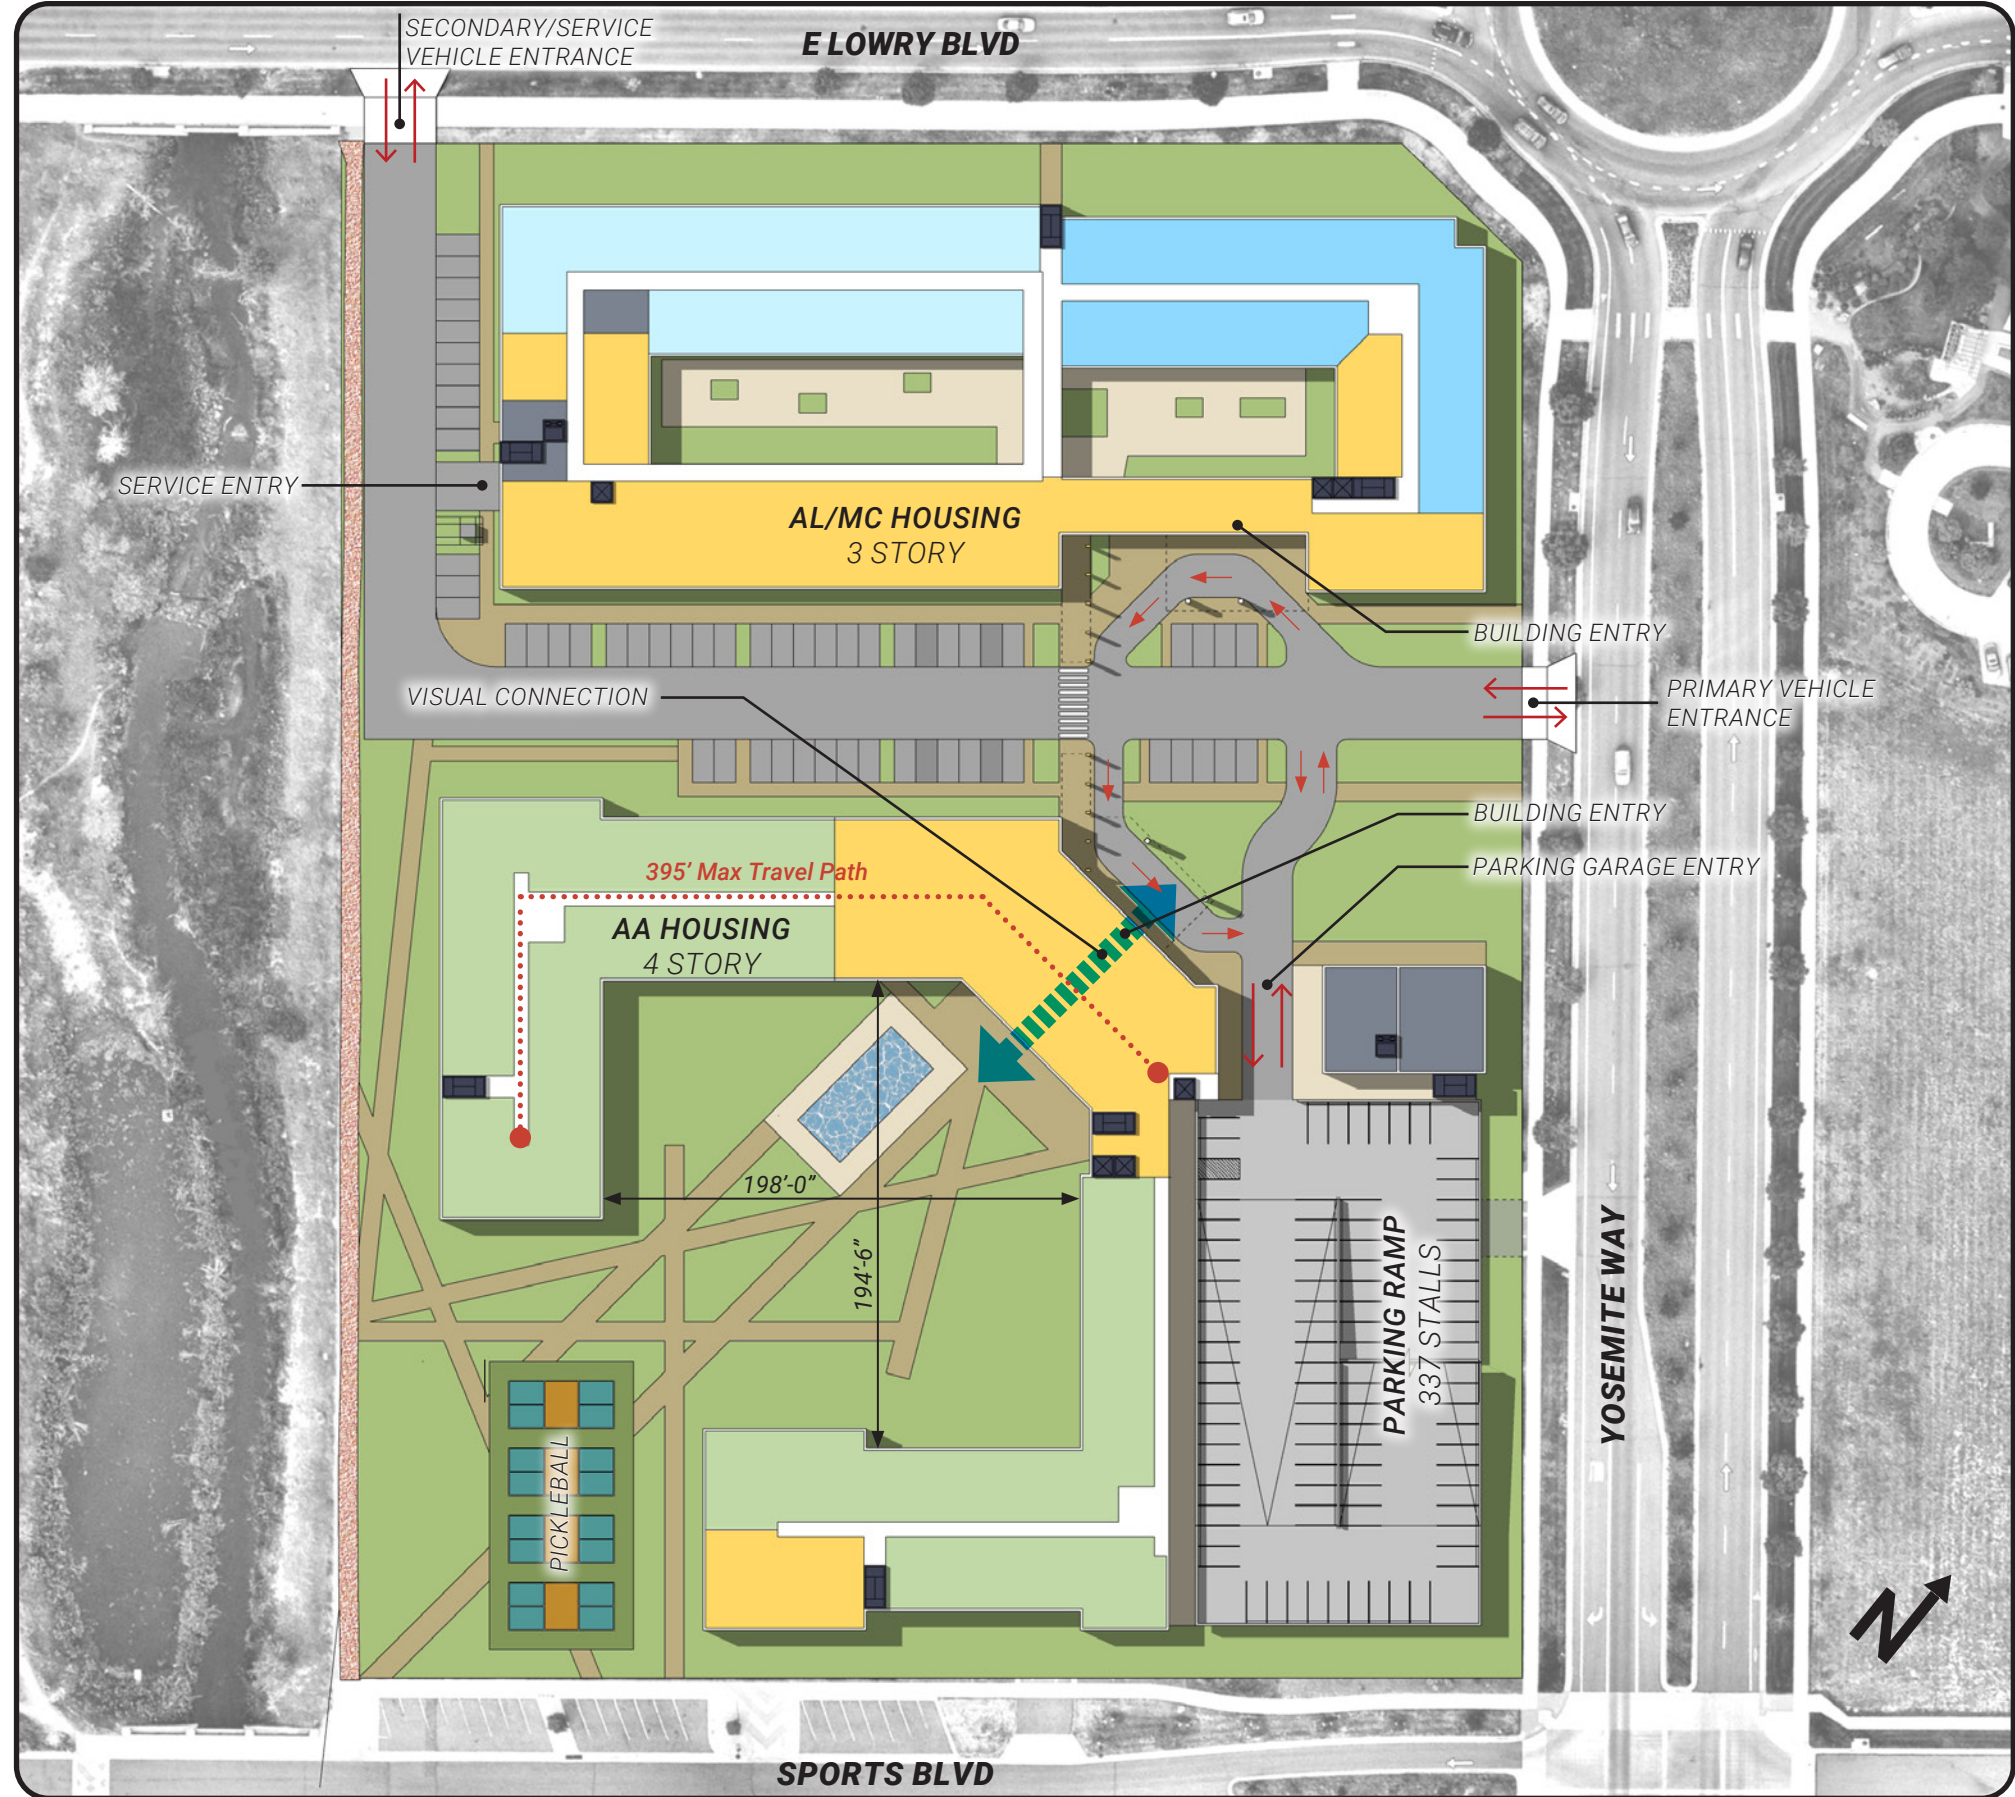 SECONDARY/SERVICE
VEHICLE ENTRANCE
E LOWRY BLVD
SERVICE ENTRY
AL/MC HOUSING
3 STORY
BUILDING ENTRY
VISUAL CONNECTION
PRIMARY VEHICLE
ENTRANCE
BUILDING ENTRY
PARKING GARAGE ENTRY
395’ Max Travel Path
AA HOUSING
4 STORY
198’-0”
194’-6”
PARKING RAMP
337 STALLS
YOSEMITE WAY
PICKLEBALL
N
SPORTS BLVD